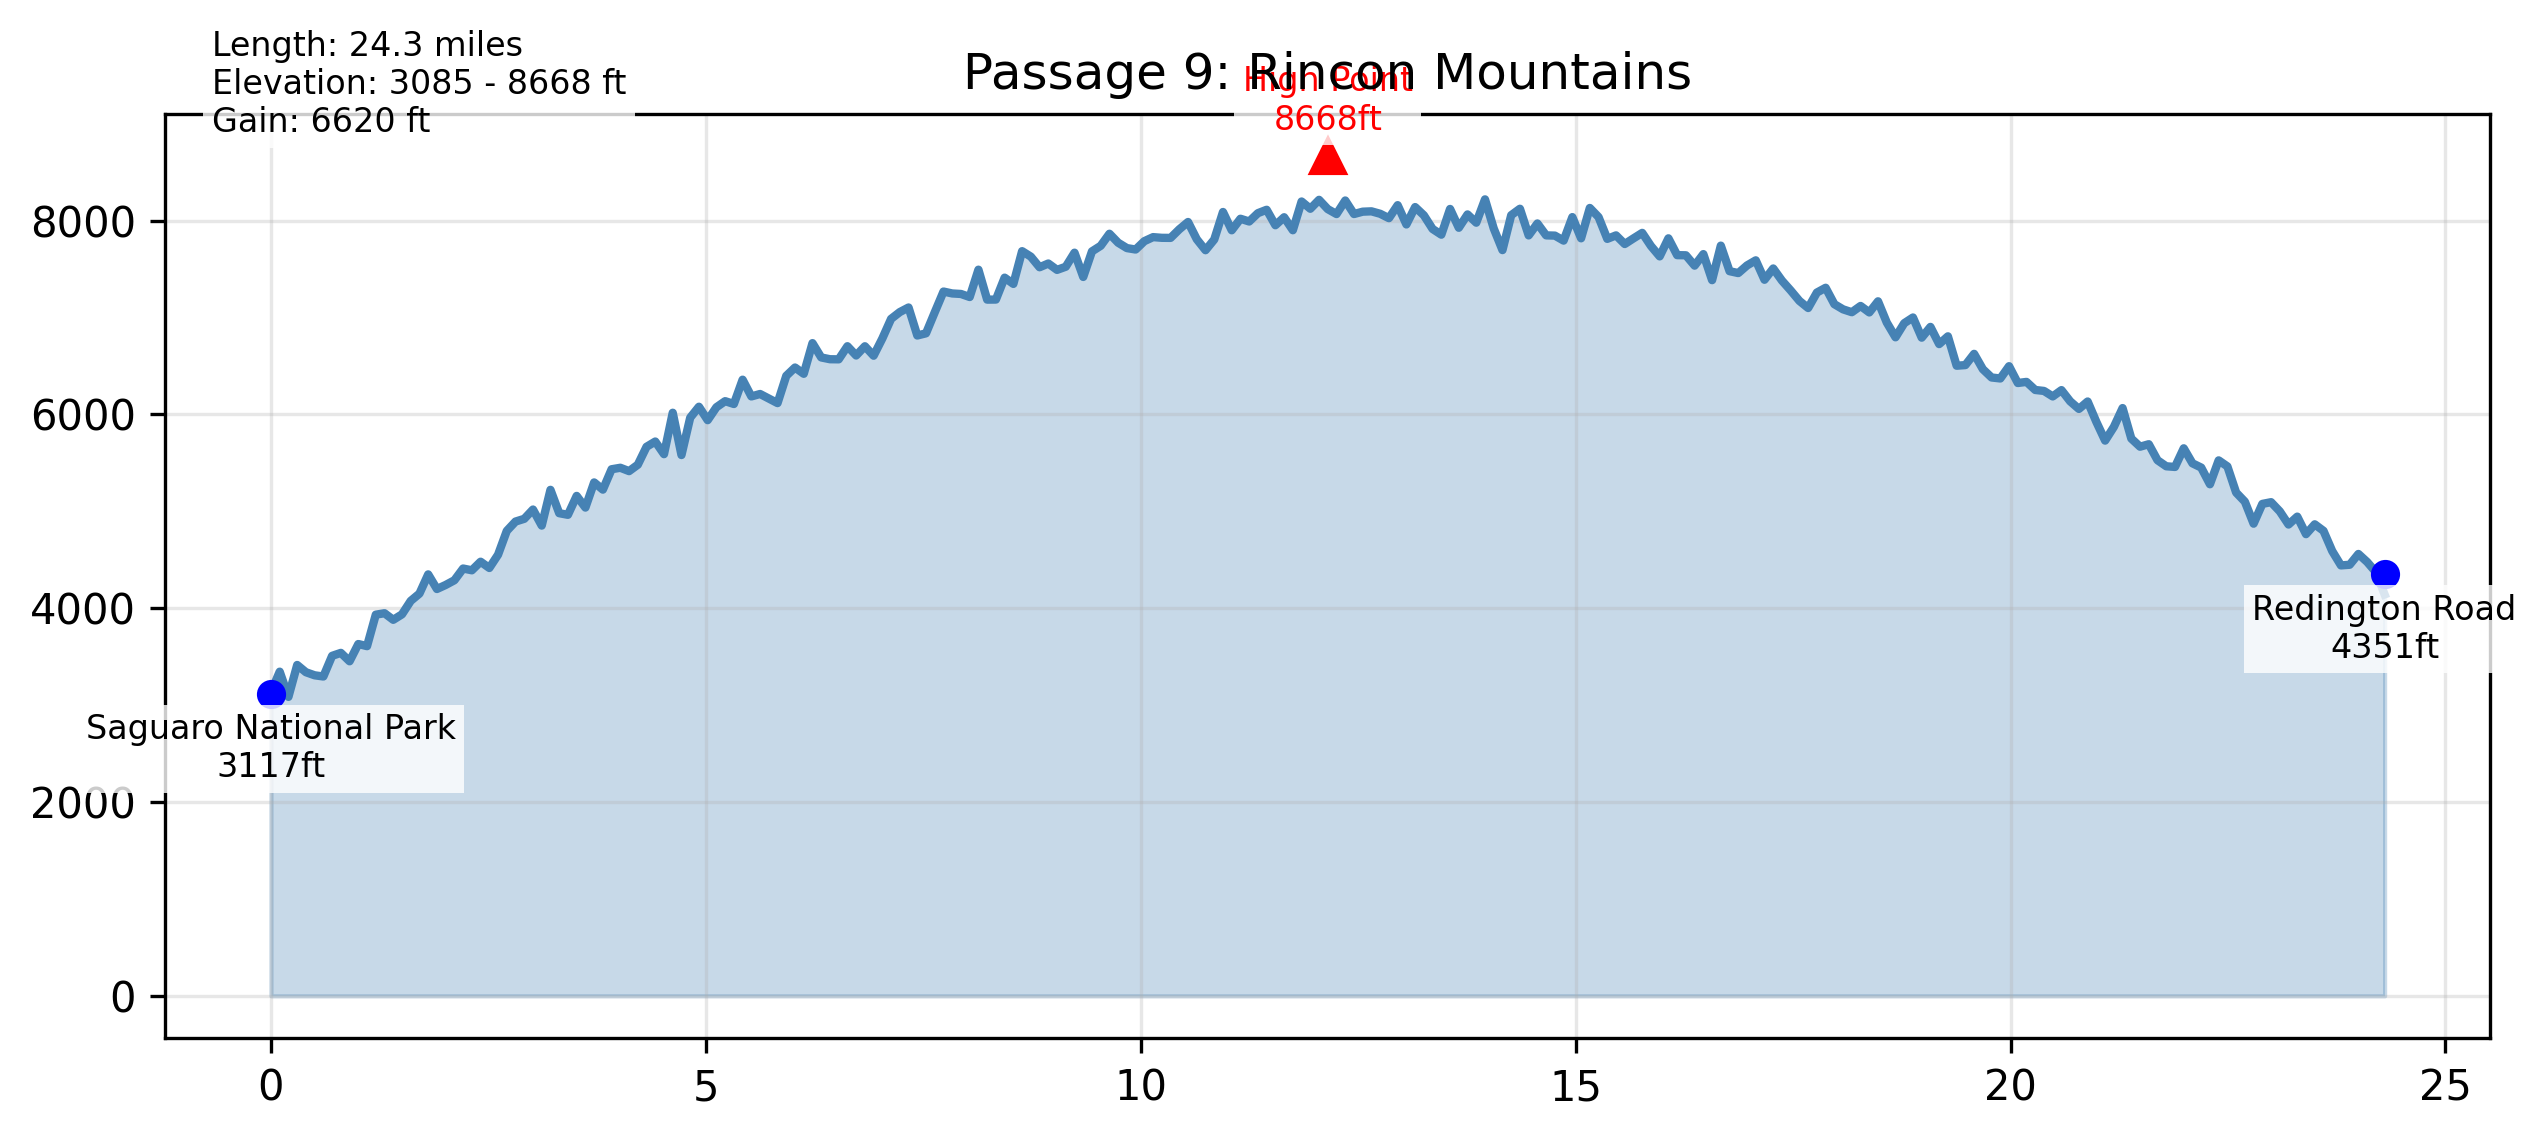 Length: 24.3 miles
Elevation: 3085 - 8668 ft
Gain: 6620 ft
Passage 9: Rincon Mountains
High Point
8668ft
8000
6000
4000
2000
0
Saguaro National Park
3117ft
Redington Road
4351ft
0 5 10 15 20 25